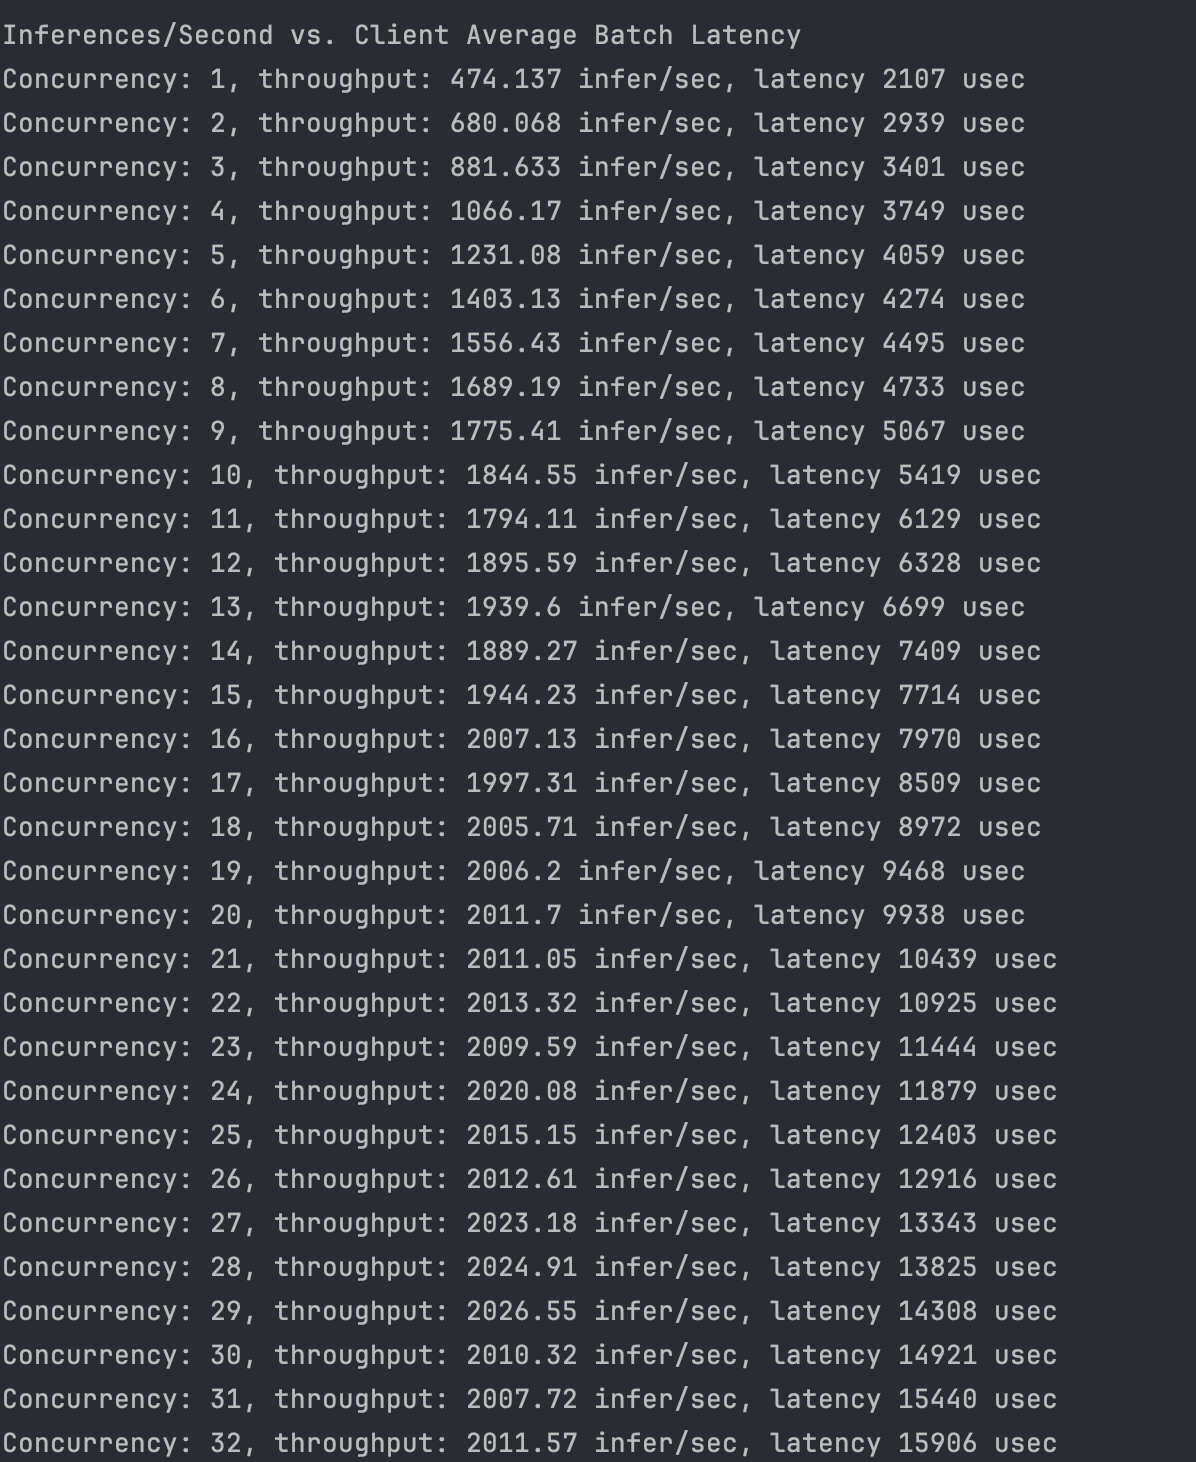 Inferences/Second vs. Client Average Batch Latency
Concurrency: 1, throughput: 474.137 infer/sec, latency 2107 usec
Concurrency: 2, throughput: 680.068 infer/sec, latency 2939 usec
Concurrency: 3, throughput: 881.633 infer/sec, latency 3401 usec
Concurrency: 4, throughput: 1066.17 infer/sec, latency 3749 usec
Concurrency: 5, throughput: 1231.08 infer/sec, latency 4059 usec
Concurrency: 6, throughput: 1403.13 infer/sec, latency 4274 usec
Concurrency: 7, throughput: 1556.43 infer/sec, latency 4495 usec
Concurrency: 8, throughput: 1689.19 infer/sec, latency 4733 usec
Concurrency: 9, throughput: 1775.41 infer/sec, latency 5067 usec
Concurrency: 10, throughput: 1844.55 infer/sec, latency 5419 usec
Concurrency: 11, throughput: 1794.11 infer/sec, latency 6129 usec
Concurrency: 12, throughput: 1895.59 infer/sec, latency 6328 usec
Concurrency: 13, throughput: 1939.6 infer/sec, latency 6699 usec
Concurrency: 14, throughput: 1889.27 infer/sec, latency 7409 usec
Concurrency: 15, throughput: 1944.23 infer/sec, latency 7714 usec
Concurrency: 16, throughput: 2007.13 infer/sec, latency 7970 usec
Concurrency: 17, throughput: 1997.31 infer/sec, latency 8509 usec
Concurrency: 18, throughput: 2005.71 infer/sec, latency 8972 usec
Concurrency: 19, throughput: 2006.2 infer/sec, latency 9468 usec
Concurrency: 20, throughput: 2011.7 infer/sec, latency 9938 usec
Concurrency: 21, throughput: 2011.05 infer/sec, latency 10439 usec
Concurrency: 22, throughput: 2013.32 infer/sec, latency 10925 usec
Concurrency: 23, throughput: 2009.59 infer/sec, latency 11444 usec
Concurrency: 24, throughput: 2020.08 infer/sec, latency 11879 usec
Concurrency: 25, throughput: 2015.15 infer/sec, latency 12403 usec
Concurrency: 26, throughput: 2012.61 infer/sec, latency 12916 usec
Concurrency: 27, throughput: 2023.18 infer/sec, latency 13343 usec
Concurrency: 28, throughput: 2024.91 infer/sec, latency 13825 usec
Concurrency: 29, throughput: 2026.55 infer/sec, latency 14308 usec
Concurrency: 30, throughput: 2010.32 infer/sec, latency 14921 usec
Concurrency: 31, throughput: 2007.72 infer/sec, latency 15440 usec
Concurrency: 32, throughput: 2011.57 infer/sec, latency 15906 usec